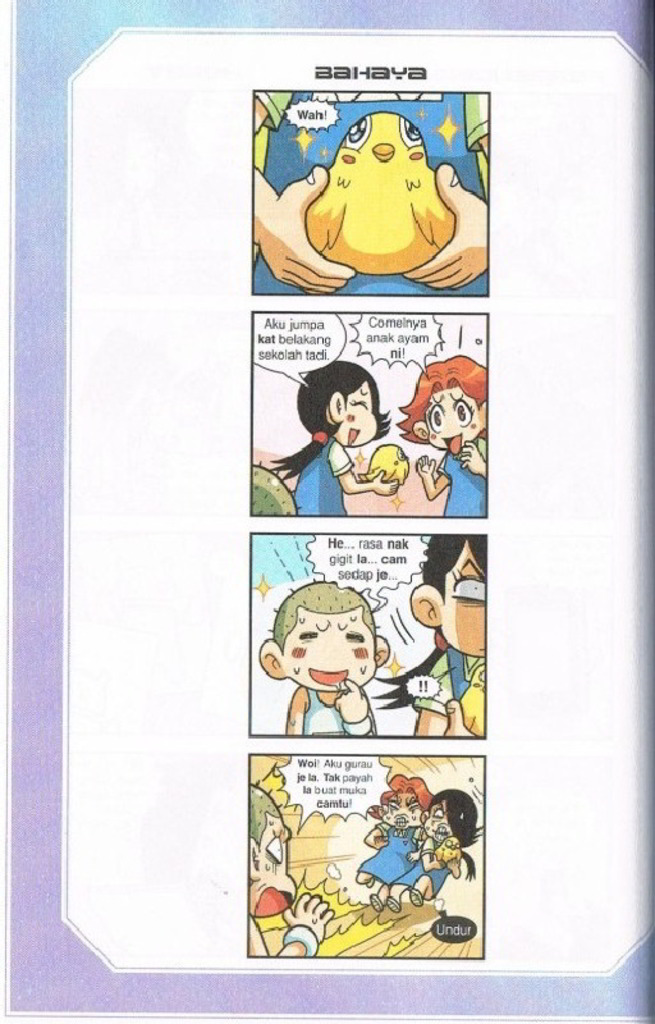 BAHAYA
Wah!
Aku jumpa
kat belakang
sekolah tadi.
Comelnya
anak ayam
ni!
He... rasa nak
gigit la... cam
sedap je...
!!
Woi! Aku gurau
je la. Tak payah
la buat muka
camtu!
Undur